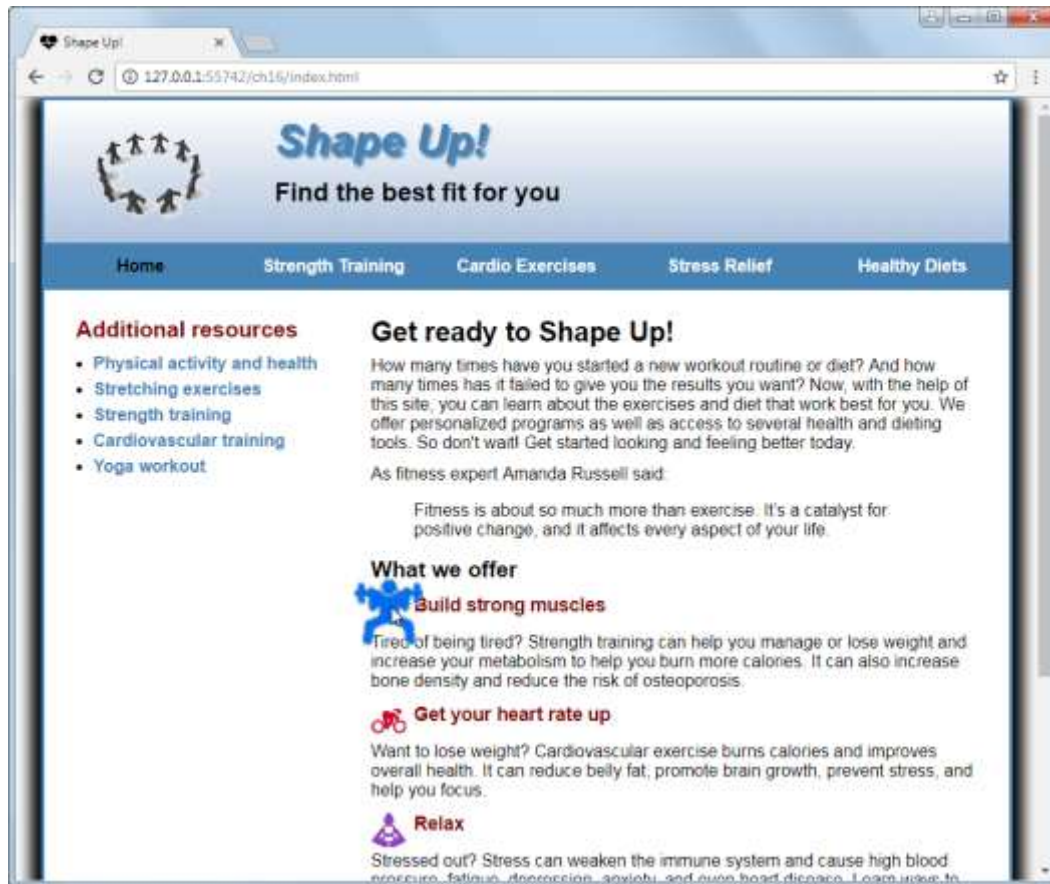 Shape Up!
127.0.0.1:55742/ch16/index.html
Shape Up!
Find the best fit for you
Home Strength Training Cardio Exercises Stress Relief Healthy Diets
Additional resources
• Physical activity and health
• Stretching exercises
• Strength training
• Cardiovascular training
• Yoga workout
Get ready to Shape Up!
How many times have you started a new workout routine or diet? And how
many times has it failed to give you the results you want? Now, with the help of
this site, you can learn about the exercises and diet that work best for you. We
offer personalized programs as well as access to several health and dieting
tools. So don't wait! Get started looking and feeling better today.
As fitness expert Amanda Russell said:
Fitness is about so much more than exercise. It's a catalyst for
positive change, and it affects every aspect of your life.
What we offer
Build strong muscles
Tired of being tired? Strength training can help you manage or lose weight and
increase your metabolism to help you burn more calories. It can also increase
bone density and reduce the risk of osteoporosis.
Get your heart rate up
Want to lose weight? Cardiovascular exercise burns calories and improves
overall health. It can reduce belly fat, promote brain growth, prevent stress, and
help you focus.
Relax
Stressed out? Stress can weaken the immune system and cause high blood
pressure, fatigue, depression, anxiety, and even heart disease. Learn ways to